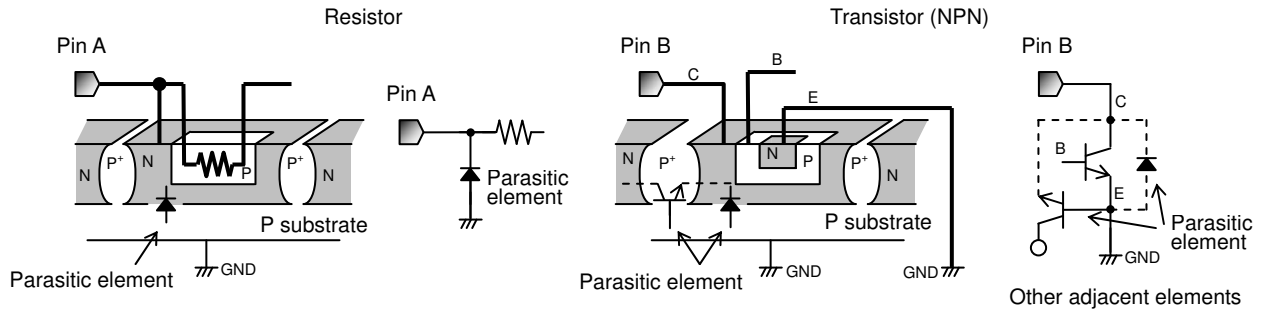 Resistor
Transistor (NPN)
Pin A
Pin B
Pin B
C
B
E
C
Pin A
N
P+
N
P
P+
N
N
P+
N
P
P+
N
B
E
Parasitic
element
P substrate
P substrate
Parasitic
element
GND
GND
GND
GND
Parasitic element
Parasitic element
Other adjacent elements